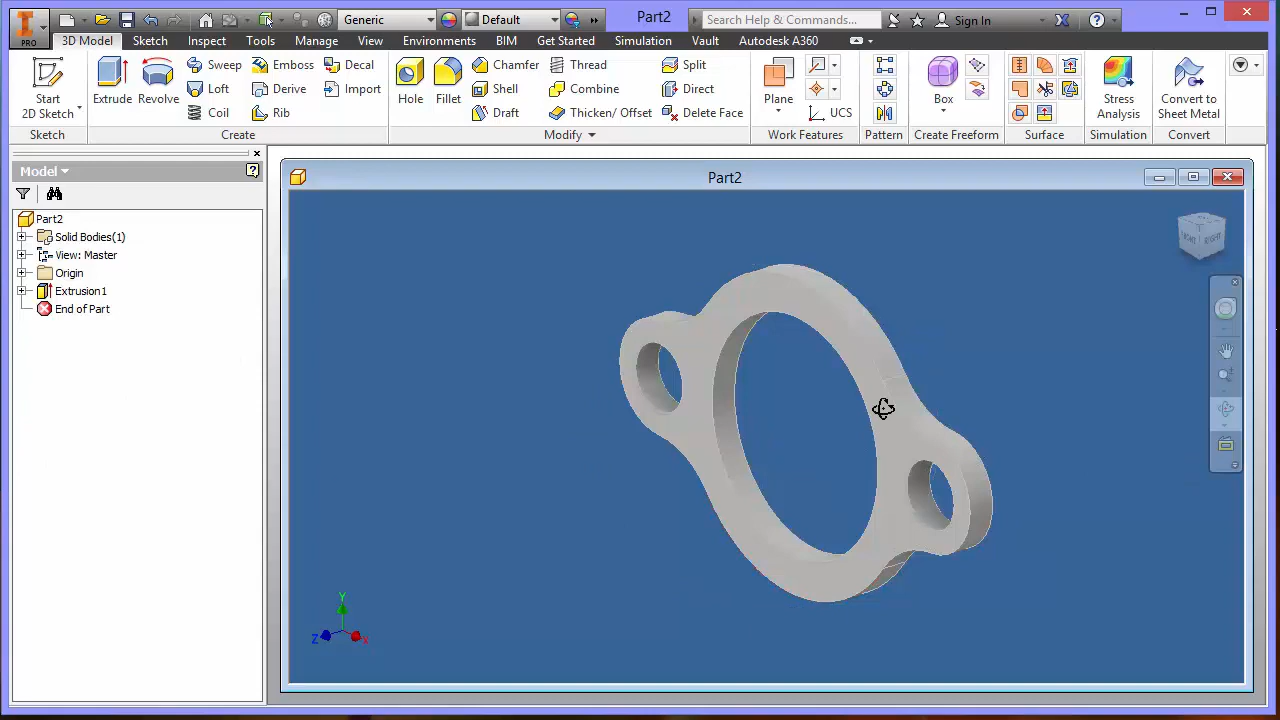 PRO
Generic
Default
Part2
Search Help & Commands...
Sign In
3D Model
Sketch
Inspect
Tools
Manage
View
Environments
BIM
Get Started
Simulation
Vault
Autodesk A360
Start
2D Sketch
Sketch
Extrude
Revolve
Sweep
Loft
Coil
Emboss
Derive
Rib
Decal
Import
Create
Hole
Fillet
Chamfer
Shell
Draft
Thread
Combine
Thicken/ Offset
Split
Direct
Delete Face
Modify
Plane
UCS
Work Features
Pattern
Box
Create Freeform
Surface
Stress
Analysis
Simulation
Convert to
Sheet Metal
Convert
Model
Part2
Solid Bodies(1)
View: Master
Origin
Extrusion1
End of Part
Part2
FRONT
RIGHT
Y
Z
X